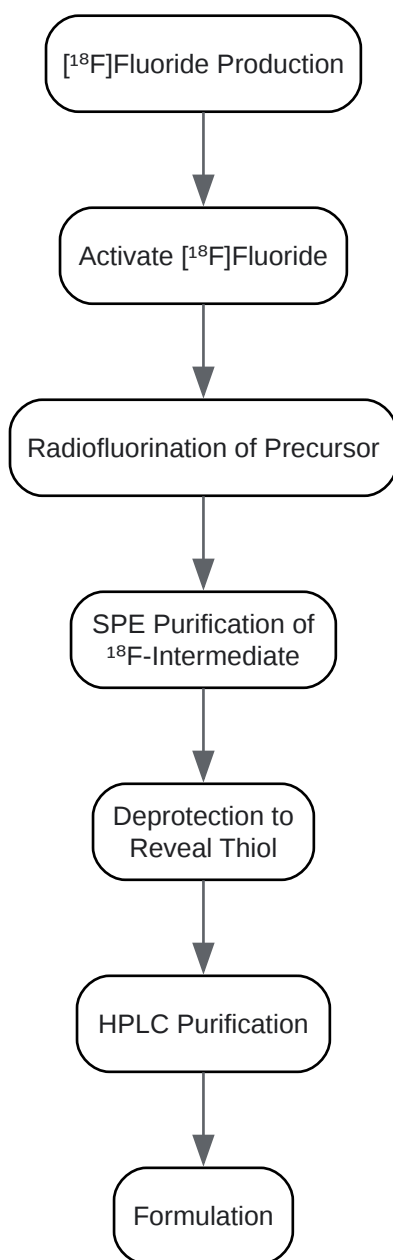 [¹⁸F]Fluoride Production
Activate [¹⁸F]Fluoride
Radiofluorination of Precursor
SPE Purification of
¹⁸F-Intermediate
Deprotection to
Reveal Thiol
HPLC Purification
Formulation